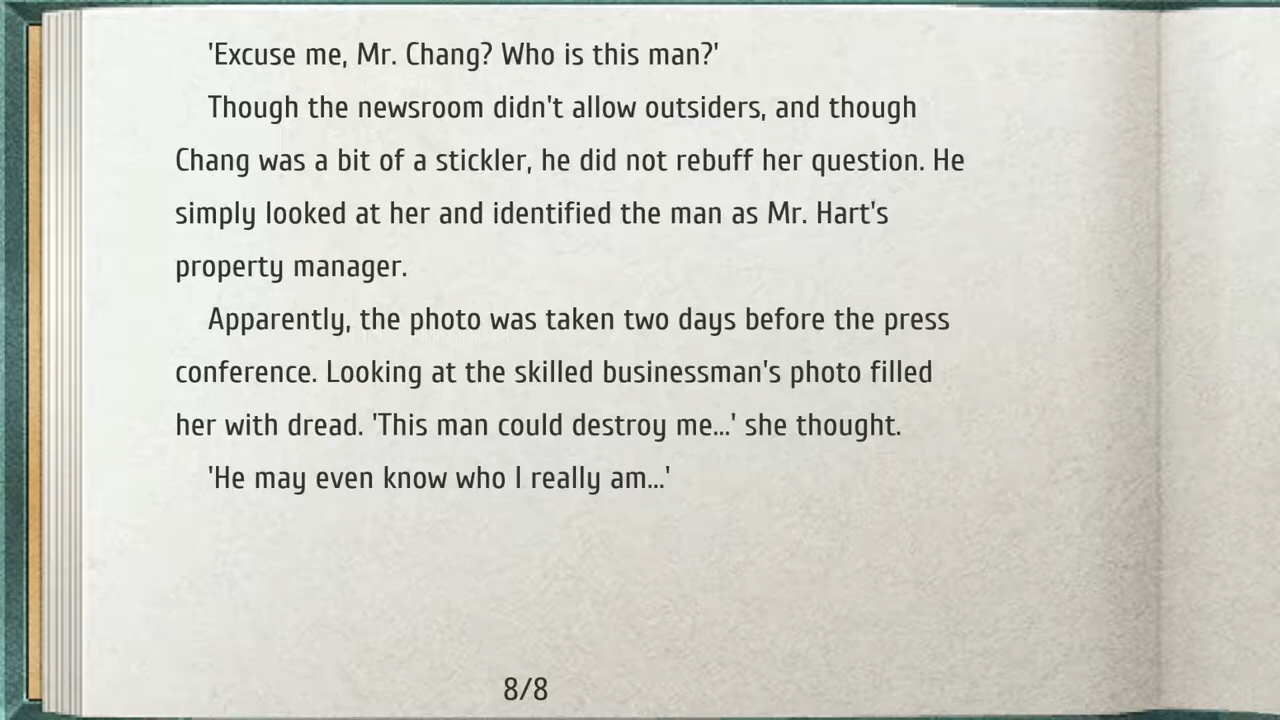 'Excuse me, Mr. Chang? Who is this man?'
Though the newsroom didn't allow outsiders, and though
Chang was a bit of a stickler, he did not rebuff her question. He
simply looked at her and identified the man as Mr. Hart's
property manager.
Apparently, the photo was taken two days before the press
conference. Looking at the skilled businessman's photo filled
her with dread. 'This man could destroy me...' she thought.
'He may even know who I really am...'
8/8